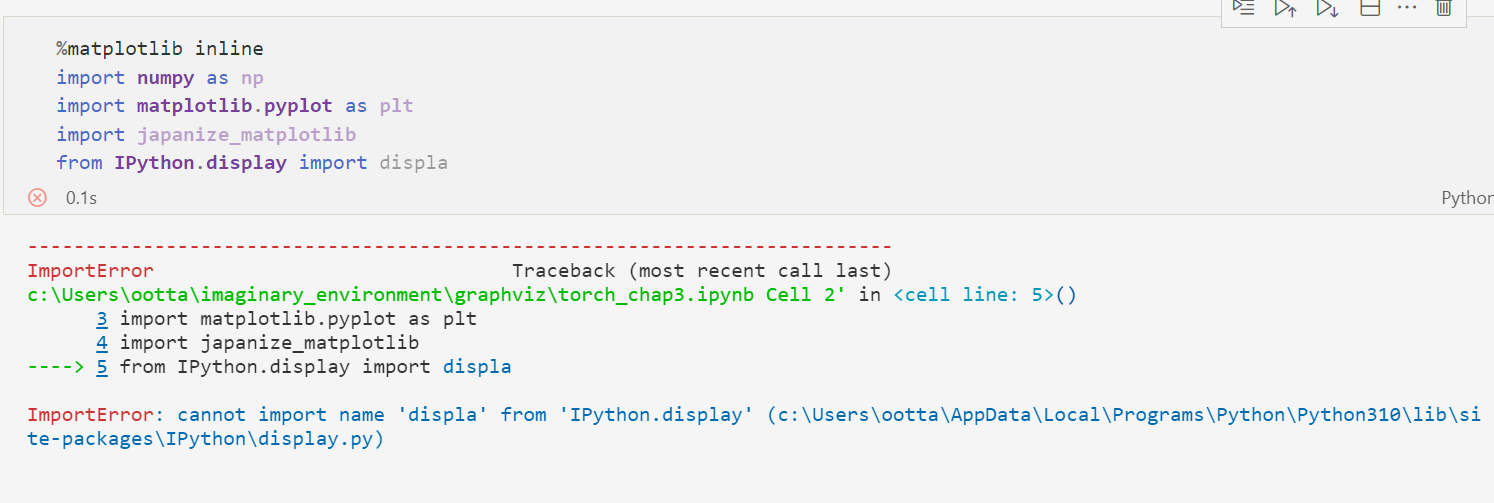 %matplotlib inline
import numpy as np
import matplotlib.pyplot as plt
import japanize_matplotlib
from IPython.display import displa
0.1s
Python
---------------------------------------------------------------------------
ImportError Traceback (most recent call last)
c:\Users\ootta\imaginary_environment\graphviz\torch_chap3.ipynb Cell 2' in <cell line: 5>()
3 import matplotlib.pyplot as plt
4 import japanize_matplotlib
----> 5 from IPython.display import displa
ImportError: cannot import name 'displa' from 'IPython.display' (c:\Users\ootta\AppData\Local\Programs\Python\Python310\lib\si
te-packages\IPython\display.py)